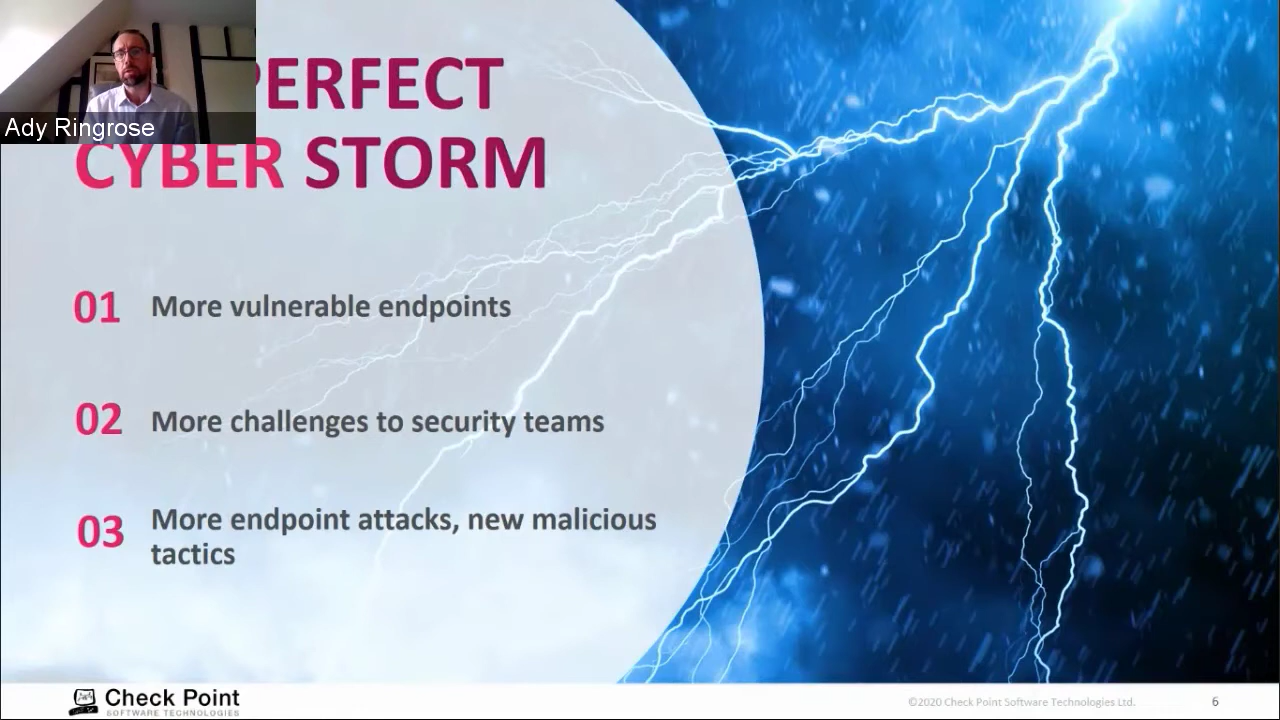 PERFECT
Ady Ringrose
CYBER STORM
01 More vulnerable endpoints
02 More challenges to security teams
03 More endpoint attacks, new malicious
tactics
Check Point
SOFTWARE TECHNOLOGIES
©2020 Check Point Software Technologies Ltd. 6